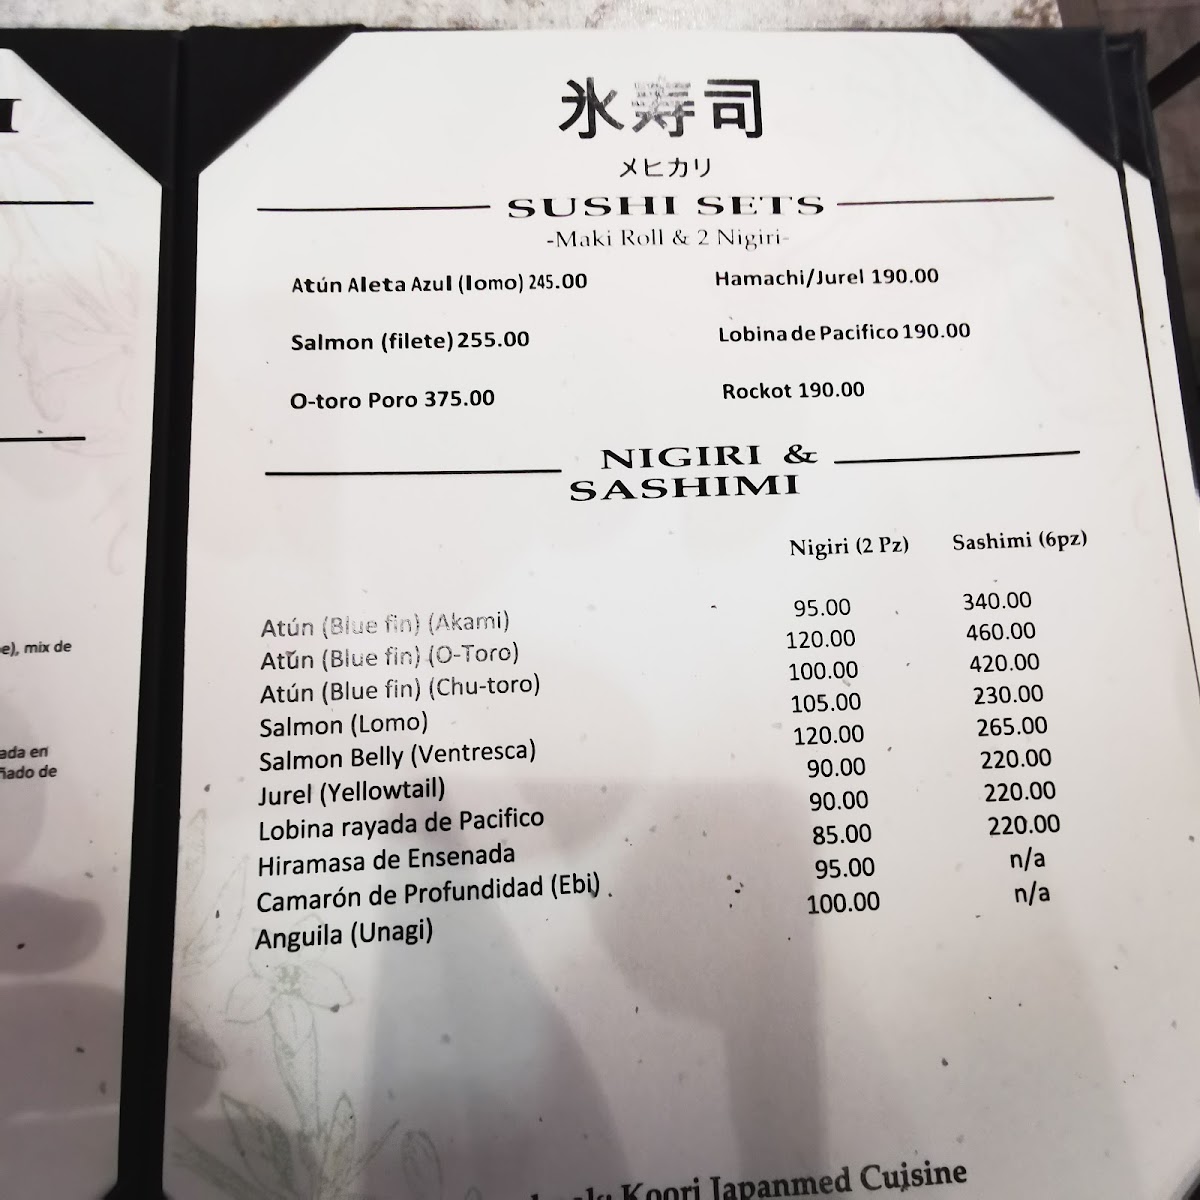 氷寿司
メヒカリ
SUSHI SETS
-Maki Roll & 2 Nigiri-
Atún Aleta Azul (lomo) 245.00 Hamachi/Jurel 190.00
Salmon (filete) 255.00 Lobina de Pacifico 190.00
O-toro Poro 375.00 Rockot 190.00
NIGIRI &
SASHIMI
Nigiri (2 Pz) Sashimi (6pz)
Atún (Blue fin) (Akami) 95.00 340.00
Atún (Blue fin) (O-Toro) 120.00 460.00
Atún (Blue fin) (Chu-toro) 100.00 420.00
Salmon (Lomo) 105.00 230.00
Salmon Belly (Ventresca) 120.00 265.00
Jurel (Yellowtail) 90.00 220.00
Lobina rayada de Pacifico 90.00 220.00
Hiramasa de Ensenada 85.00 220.00
Camarón de Profundidad (Ebi) 95.00 n/a
Anguila (Unagi) 100.00 n/a
Koori Japanmed Cuisine
mix de
en
de